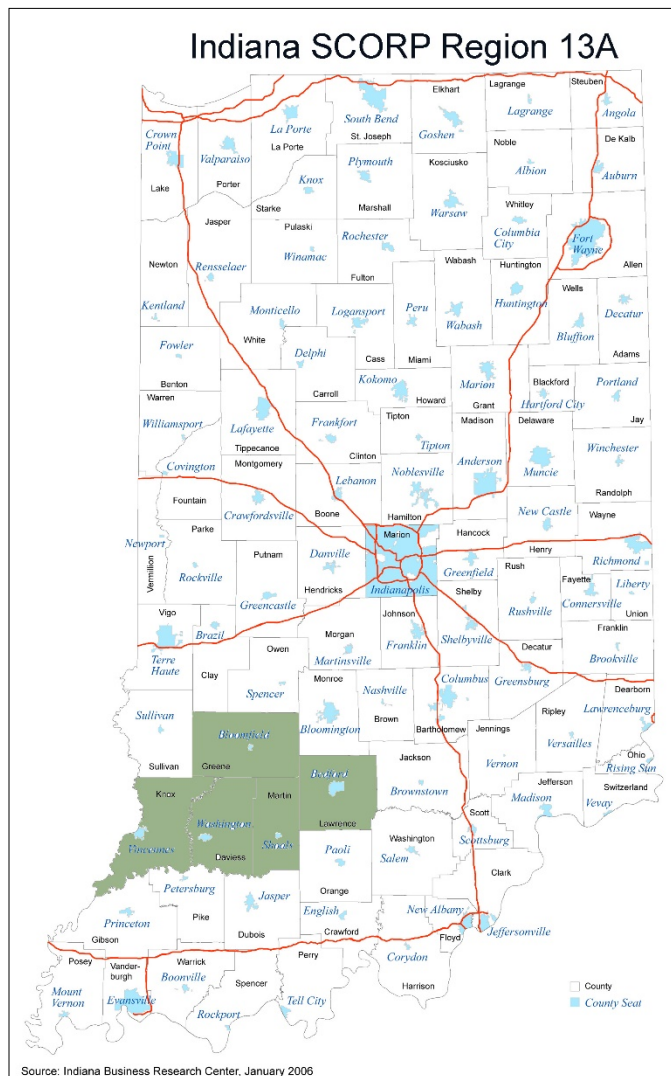 Indiana SCORP Region 13A
Steuben
Lagrange
Elkhart
South Bend
Lagrange
Angola
La Porte
Goshen
Crown
Point
St. Joseph
Noble
De Kalb
Valparaiso
La Porte
Kosciusko
Albion
Plymouth
Auburn
Knox
Lake
Porter
Whitley
Warsaw
Starke
Marshall
Columbia
City
Jasper
Pulaski
Rochester
Fort
Wayne
Winamac
Wabash
Huntington
Newton
Rensselaer
Fulton
Allen
Wells
Kentland
Monticello
Logansport
Peru
Wabash
Huntington
Decatur
Bluffton
White
Fowler
Delphi
Cass
Miami
Adams
Benton
Kokomo
Marion
Blackford
Portland
Warren
Carroll
Howard
Grant
Hartford City
Williamsport
Lafayette
Frankfort
Tipton
Madison
Delaware
Jay
Tipton
Winchester
Tippecanoe
Clinton
Covington
Montgomery
Lebanon
Noblesville
Anderson
Muncie
Randolph
Fountain
Crawfordsville
Boone
Hamilton
New Castle
Wayne
Parke
Marion
Hancock
Newport
Putnam
Danville
Henry
Richmond
Vermillion
Rockville
Greenfield
Rush
Fayette
Liberty
Greencastle
Hendricks
Indianapolis
Shelby
Connersville
Rushville
Union
Vigo
Johnson
Brazil
Morgan
Franklin
Shelbyville
Franklin
Owen
Decatur
Brookville
Terre
Haute
Martinsville
Clay
Monroe
Columbus
Greensburg
Spencer
Nashville
Dearborn
Lawrenceburg
Sullivan
Bloomington
Brown
Ripley
Bloomfield
Bartholomew
Jennings
Versailles
Jackson
Ohio
Sullivan
Greene
Vernon
Rising Sun
Bedford
Jefferson
Switzerland
Knox
Martin
Brownstown
Madison
Vevay
Scott
Washington
Lawrence
Washington
Scottsburg
Vincennes
Shoals
Paoli
Salem
Daviess
Clark
Petersburg
Orange
Jasper
New Albany
Princeton
Pike
English
Jeffersonville
Gibson
Dubois
Crawford
Floyd
Posey
Vander-
burgh
Warrick
Perry
Corydon
Boonville
Spencer
Harrison
Mount
Vernon
Evansville
Tell City
Rockport
County
County Seat
Source: Indiana Business Research Center, January 2006